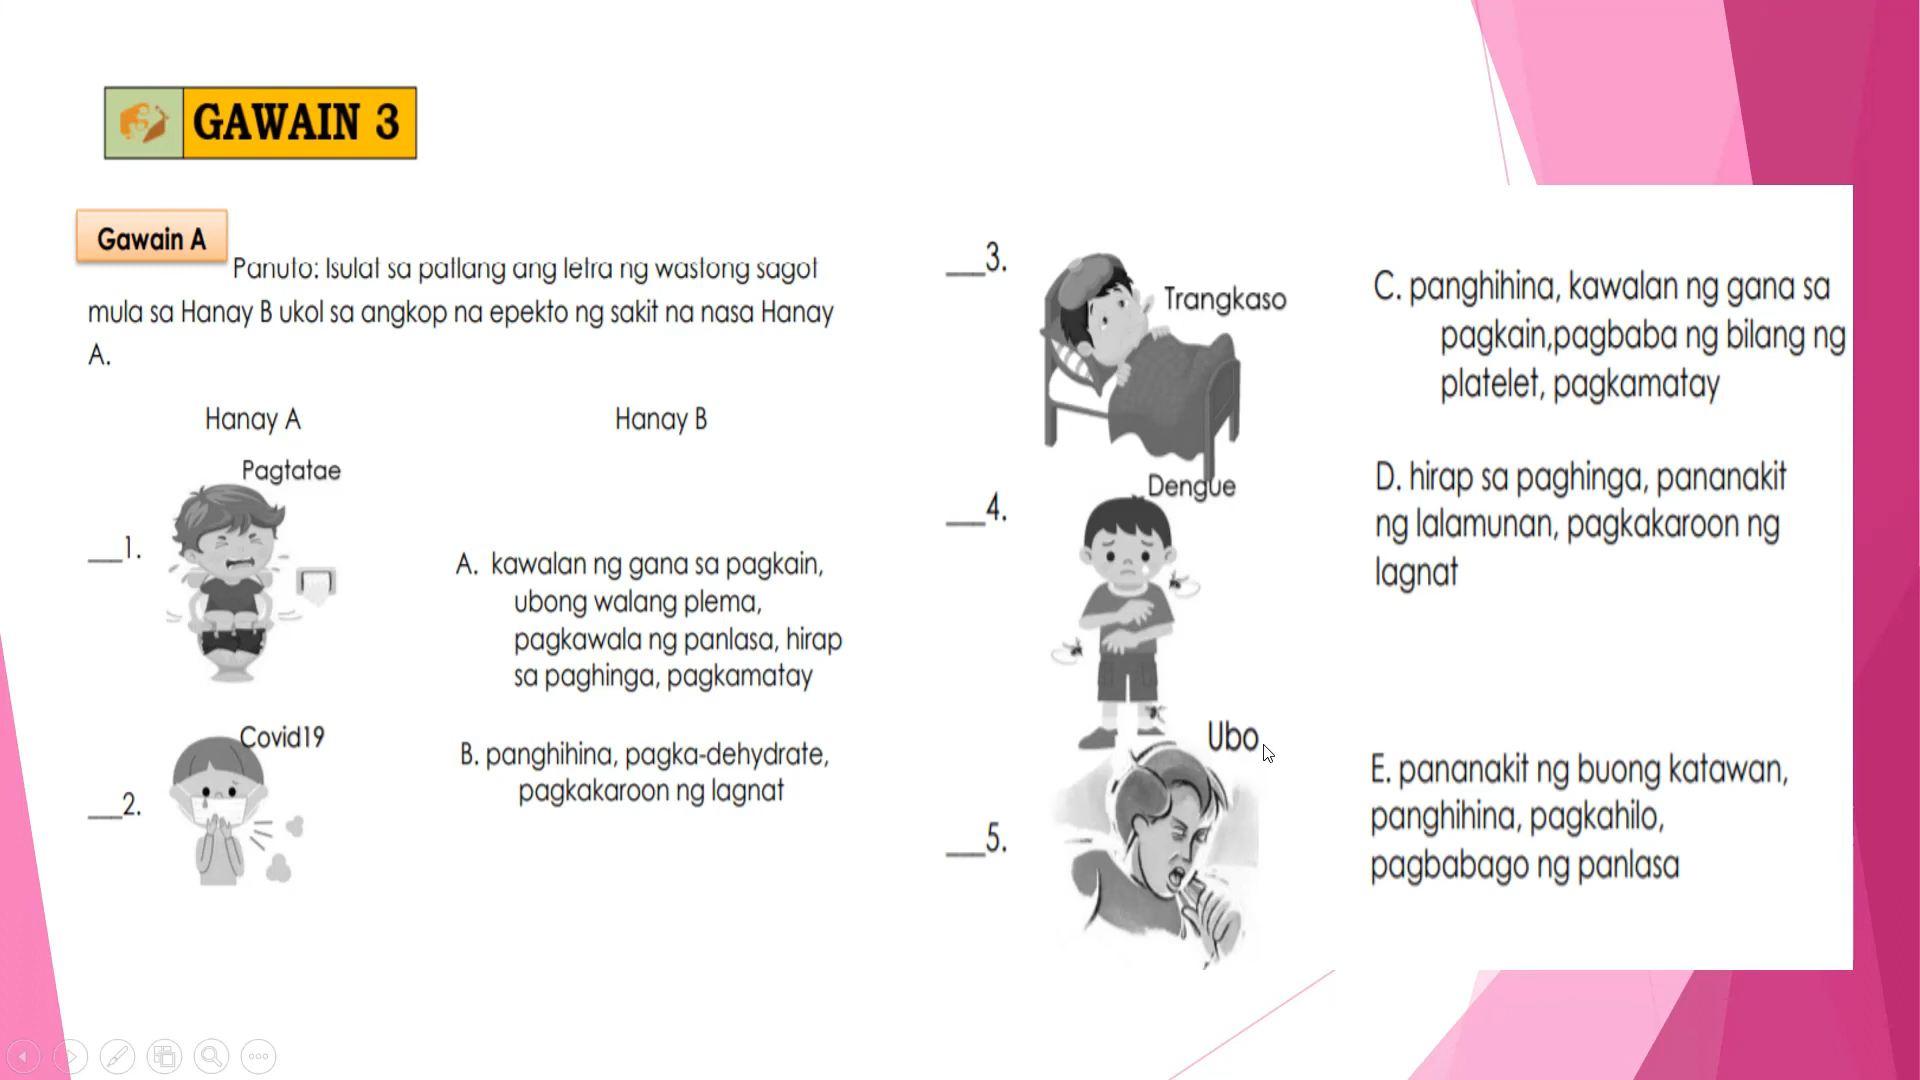 GAWAIN 3
Gawain A
Panuto: Isulat sa patlang ang letra ng wastong sagot
mula sa Hanay B ukol sa angkop na epekto ng sakit na nasa Hanay
A.
Hanay A
Hanay B
Pagtatae
__1.
A. kawalan ng gana sa pagkain,
ubong walang plema,
pagkawala ng panlasa, hirap
sa paghinga, pagkamatay
Covid19
__2.
B. panghihina, pagka-dehydrate,
pagkakaroon ng lagnat
__3.
Trangkaso
C. panghihina, kawalan ng gana sa
pagkain,pagbaba ng bilang ng
platelet, pagkamatay
__4.
Dengue
D. hirap sa paghinga, pananakit
ng lalamunan, pagkakaroon ng
lagnat
Ubo
__5.
E. pananakit ng buong katawan,
panghihina, pagkahilo,
pagbabago ng panlasa